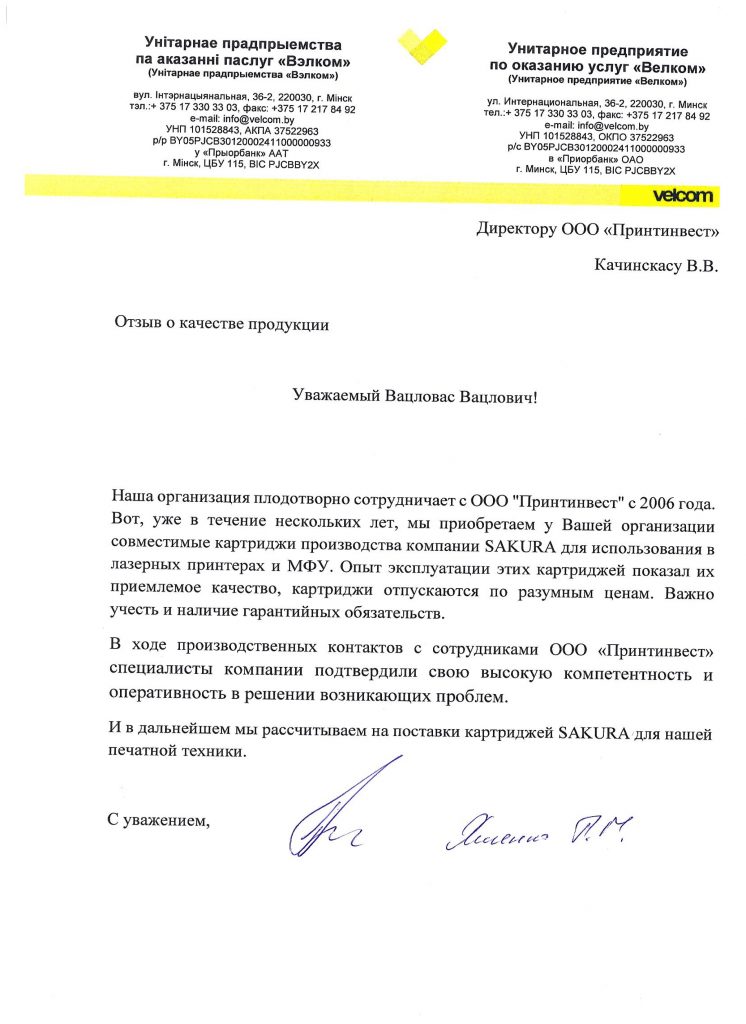 Унітарнае прадпрыемства
па аказанні паслуг «Вэлком»
(Унітарнае прадпрыемства «Вэлком»)
вул. Інтэрнацыянальная, 36-2, 220030, г. Мінск
тэл.:+ 375 17 330 33 03, факс: +375 17 217 84 92
e-mail: info@velcom.by
УНП 101528843, АКПА 37522963
р/р BY05PJCB30120002411000000933
у «Прыорбанк» ААТ
г. Мінск, ЦБУ 115, BIC PJCBBY2X
Унитарное предприятие
по оказанию услуг «Велком»
(Унитарное предприятие «Велком»)
ул. Интернациональная, 36-2, 220030, г. Минск
тел.:+ 375 17 330 33 03, факс: +375 17 217 84 92
e-mail: info@velcom.by
УНП 101528843, ОКПО 37522963
р/с BY05PJCB30120002411000000933
в «Приорбанк» ОАО
г. Минск, ЦБУ 115, BIC PJCBBY2X
velcom
Директору ООО «Принтинвест»
Качинскасу В.В.
Отзыв о качестве продукции
Уважаемый Вацловас Вацлович!
Наша организация плодотворно сотрудничает с ООО "Принтинвест" с 2006 года.
Вот, уже в течение нескольких лет, мы приобретаем у Вашей организации
совместимые картриджи производства компании SAKURA для использования в
лазерных принтерах и МФУ. Опыт эксплуатации этих картриджей показал их
приемлемое качество, картриджи отпускаются по разумным ценам. Важно
учесть и наличие гарантийных обязательств.
В ходе производственных контактов с сотрудниками ООО «Принтинвест»
специалисты компании подтвердили свою высокую компетентность и
оперативность в решении возникающих проблем.
И в дальнейшем мы рассчитываем на поставки картриджей SAKURA для нашей
печатной техники.
С уважением,